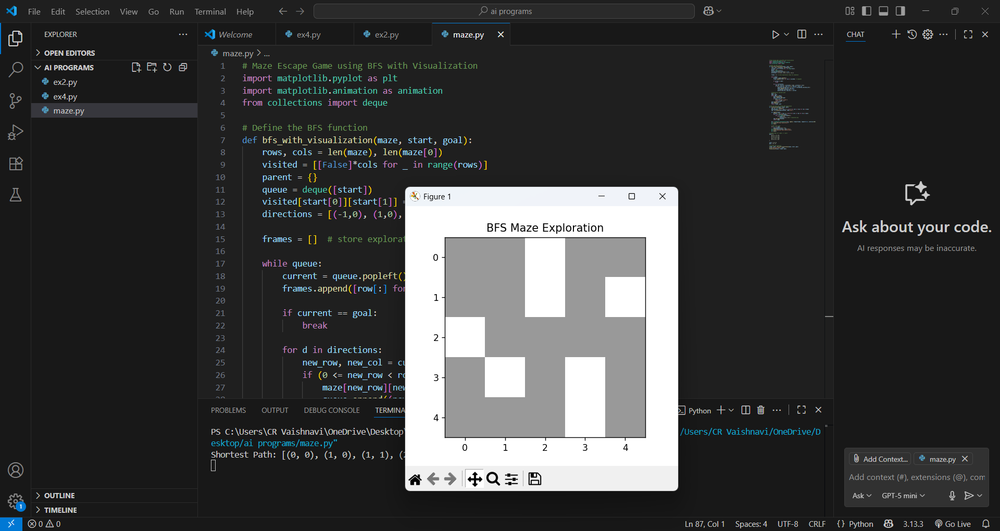 File Edit Selection View Go Run Terminal Help
ai programs
EXPLORER
OPEN EDITORS
AI PROGRAMS
ex2.py
ex4.py
maze.py
OUTLINE
TIMELINE
Welcome
ex4.py
ex2.py
maze.py
maze.py > ...
1 # Maze Escape Game using BFS with Visualization
2 import matplotlib.pyplot as plt
3 import matplotlib.animation as animation
4 from collections import deque
5
6 # Define the BFS function
7 def bfs_with_visualization(maze, start, goal):
8 rows, cols = len(maze), len(maze[0])
9 visited = [[False]*cols for _ in range(rows)]
10 parent = {}
11 queue = deque([start])
12 visited[start[0]][start[1]] =
13 directions = [(-1,0), (1,0),
14
15 frames = [] # store explorat
16
17 while queue:
18 current = queue.popleft()
19 frames.append([row[:] for
20
21 if current == goal:
22 break
23
24 for d in directions:
25 new_row, new_col = cu
26 if (0 <= new_row < ro
27 maze[new_row][new
Figure 1
BFS Maze Exploration
0
1
2
3
4
0 1 2 3 4
PROBLEMS OUTPUT DEBUG CONSOLE TERMINA
Python
PS C:\Users\CR Vaishnavi\OneDrive\Desktop\
/Users/CR Vaishnavi/OneDrive/D
esktop/ai programs/maze.py"
Shortest Path: [(0, 0), (1, 0), (1, 1), (2
CHAT
Ask about your code.
AI responses may be inaccurate.
Add Context...
maze.py
Add context (#), extensions (@), com
Ask
GPT-5 mini
1
0 0
Ln 87, Col 1
Spaces: 4
UTF-8
CRLF
{} Python
3.13.3
Go Live